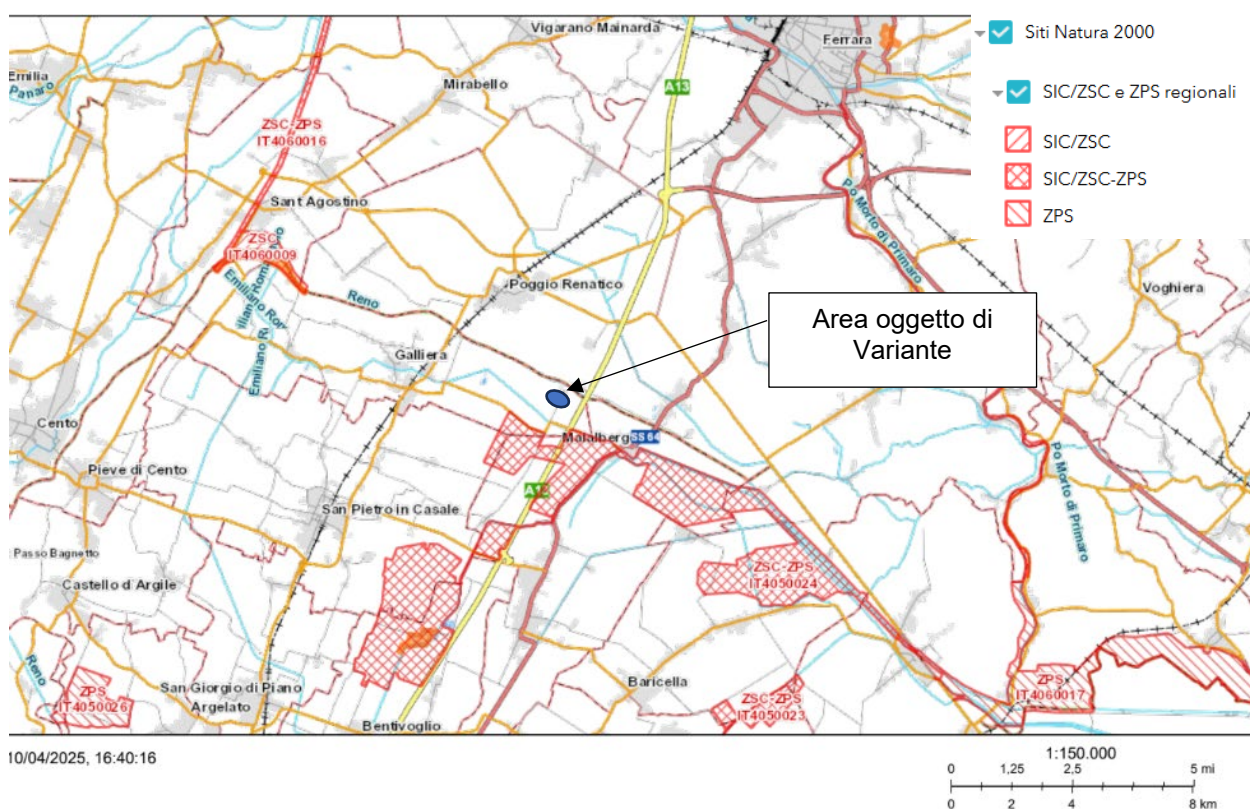 Vigarano Mainarda
Ferrara
Siti Natura 2000
Emilia
Panaro
Mirabello
A13
SIC/ZSC e ZPS regionali
ZSC-ZPS
IT4060016
SIC/ZSC
SIC/ZSC-ZPS
Sant Agostino
Po Morto di Primaro
ZPS
ZSC
IT4060009
Reno
Poggio Renatico
Voghiera
Area oggetto di
Variante
Galliera
Cento
Malalberg
SS 64
Pieve di Cento
Po Morto di Primaro
San Pietro in Casale
Passo Bagnetto
Castello d'Argile
ZSC-ZPS
IT4050024
Reno
ZPS
IT4050026
San Giorgio di Piano
Argelato
Baricella
ZPS
IT4060017
ZSC-ZPS
IT4050023
Bentivoglio
10/04/2025, 16:40:16
1:150.000
0 1,25 2,5 5 mi
0 2 4 8 km